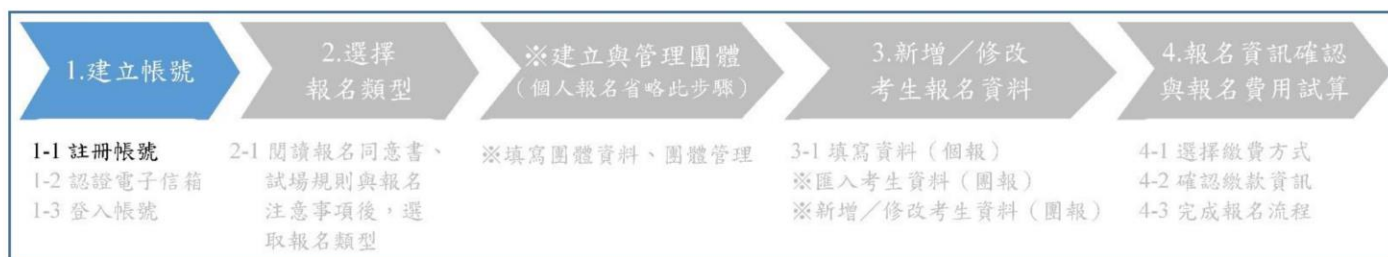 1.建立帳號
2.選擇
報名類型
※建立與管理團體
（個人報名省略此步驟）
3.新增／修改
考生報名資料
4.報名資訊確認
與報名費用試算
1-1 註冊帳號
1-2 認證電子信箱
1-3 登入帳號
2-1 閱讀報名同意書、
試場規則與報名
注意事項後，選
取報名類型
※填寫團體資料、團體管理
3-1 填寫資料（個報）
※匯入考生資料（團報）
※新增／修改考生資料（團報）
4-1 選擇繳費方式
4-2 確認繳款資訊
4-3 完成報名流程